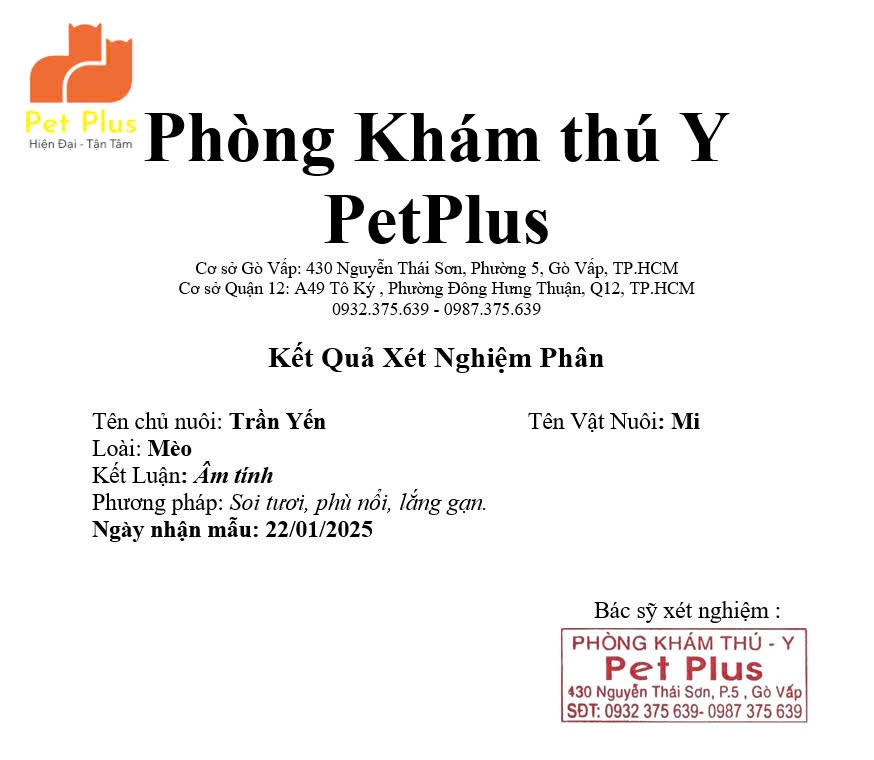 Pet Plus
Hiện Đại - Tận Tâm
Phòng Khám thú Y
PetPlus
Cơ sở Gò Vấp: 430 Nguyễn Thái Sơn, Phường 5, Gò Vấp, TP.HCM
Cơ sở Quận 12: A49 Tô Ký , Phường Đông Hưng Thuận, Q12, TP.HCM
0932.375.639 - 0987.375.639
Kết Quả Xét Nghiệm Phân
Tên chủ nuôi: Trần Yến Tên Vật Nuôi: Mi
Loài: Mèo
Kết Luận: Âm tính
Phương pháp: Soi tươi, phù nổi, lắng gạn.
Ngày nhận mẫu: 22/01/2025
Bác sỹ xét nghiệm :
PHÒNG KHÁM THÚ - Y
Pet Plus
430 Nguyễn Thái Sơn, P.5 , Gò Vấp
SĐT: 0932 375 639- 0987 375 639